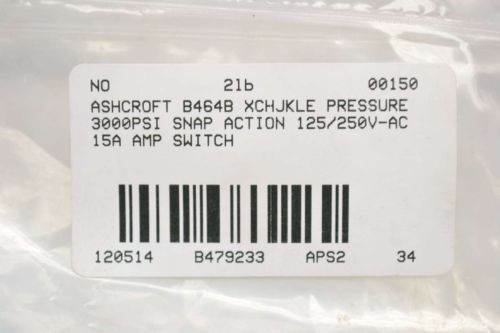 NO 2lb 00150
ASHCROFT B464B XCHJKLE PRESSURE
3000PSI SNAP ACTION 125/250V-AC
15A AMP SWITCH
120514 B479233 APS2 34